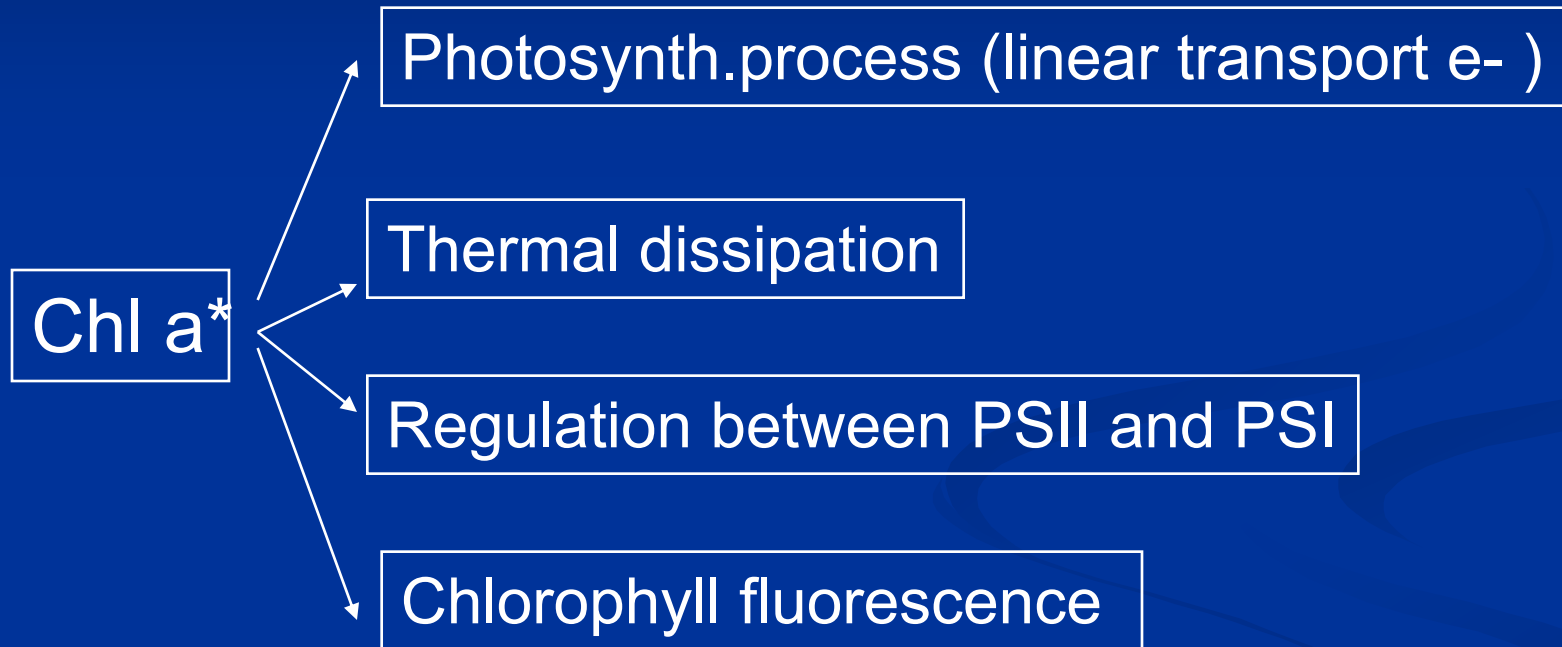 Photosynth.process (linear transport e- )
Thermal dissipation
Chl a*
Regulation between PSII and PSI
Chlorophyll fluorescence